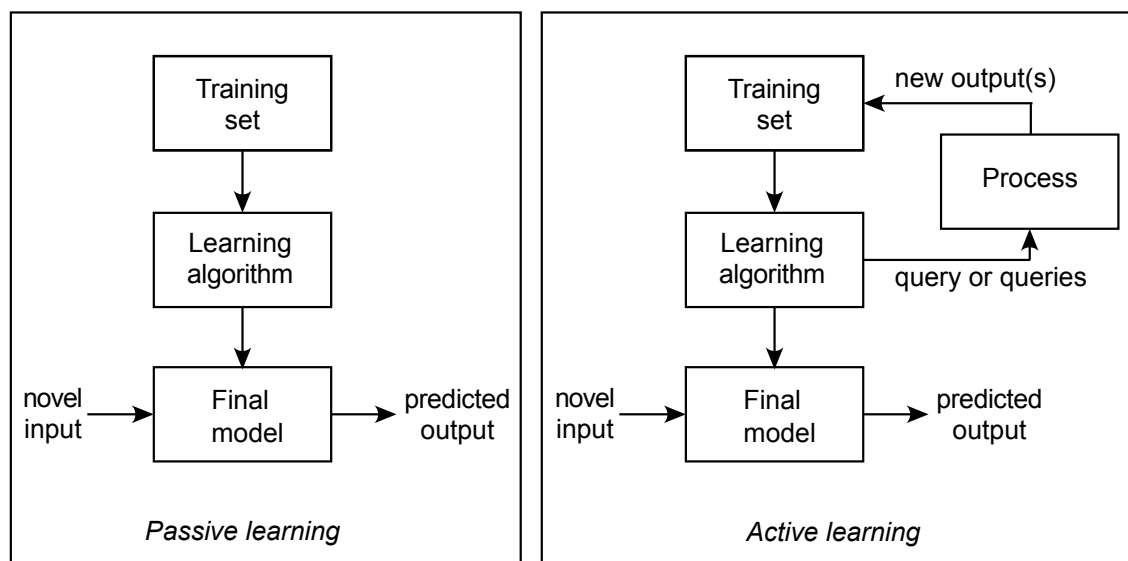 Training
set
Learning
algorithm
novel
input
Final
model
predicted
output
Passive learning
Training
set
new output(s)
Process
Learning
algorithm
query or queries
novel
input
Final
model
predicted
output
Active learning